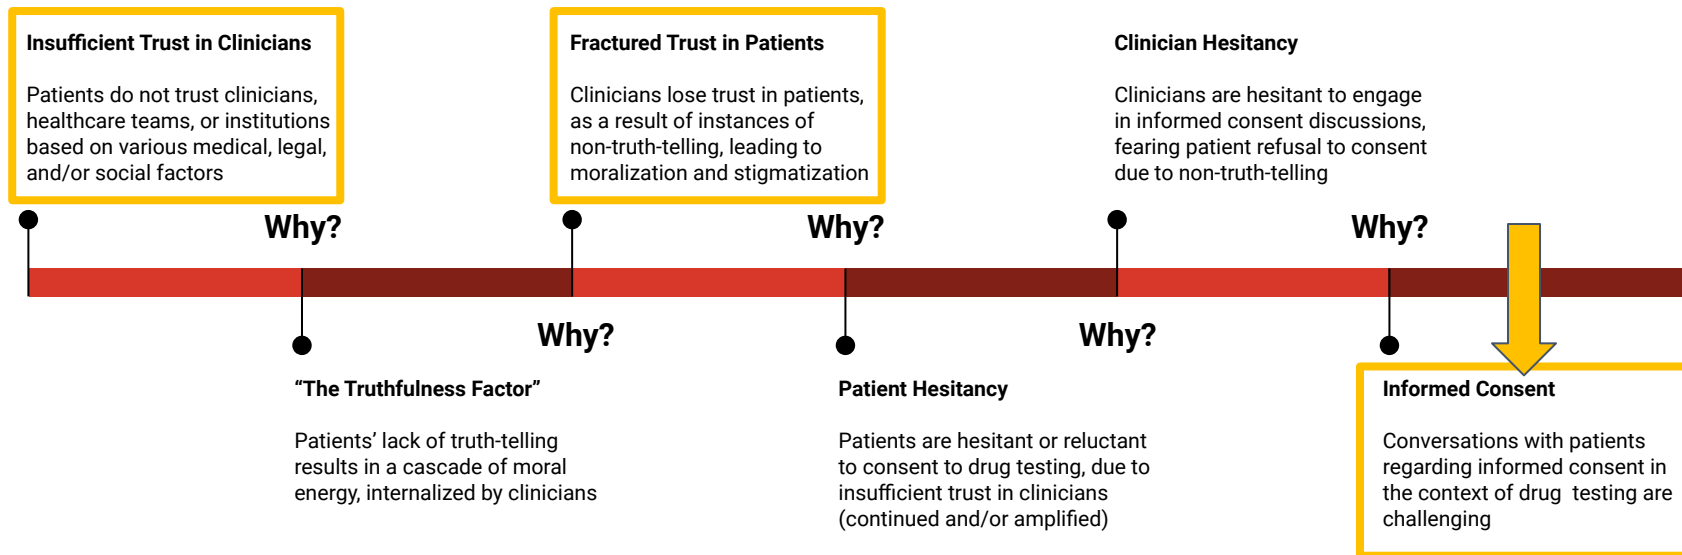 Insufficient Trust in Clinicians
Patients do not trust clinicians,
healthcare teams, or institutions
based on various medical, legal,
and/or social factors
Why?
"The Truthfulness Factor"
Patients' lack of truth-telling
results in a cascade of moral
energy, internalized by clinicians
Why?
Fractured Trust in Patients
Clinicians lose trust in patients,
as a result of instances of
non-truth-telling, leading to
moralization and stigmatization
Why?
Patient Hesitancy
Patients are hesitant or reluctant
to consent to drug testing, due to
insufficient trust in clinicians
(continued and/or amplified)
Why?
Clinician Hesitancy
Clinicians are hesitant to engage
in informed consent discussions,
fearing patient refusal to consent
due to non-truth-telling
Why?
Informed Consent
Conversations with patients
regarding informed consent in
the context of drug  testing are
challenging